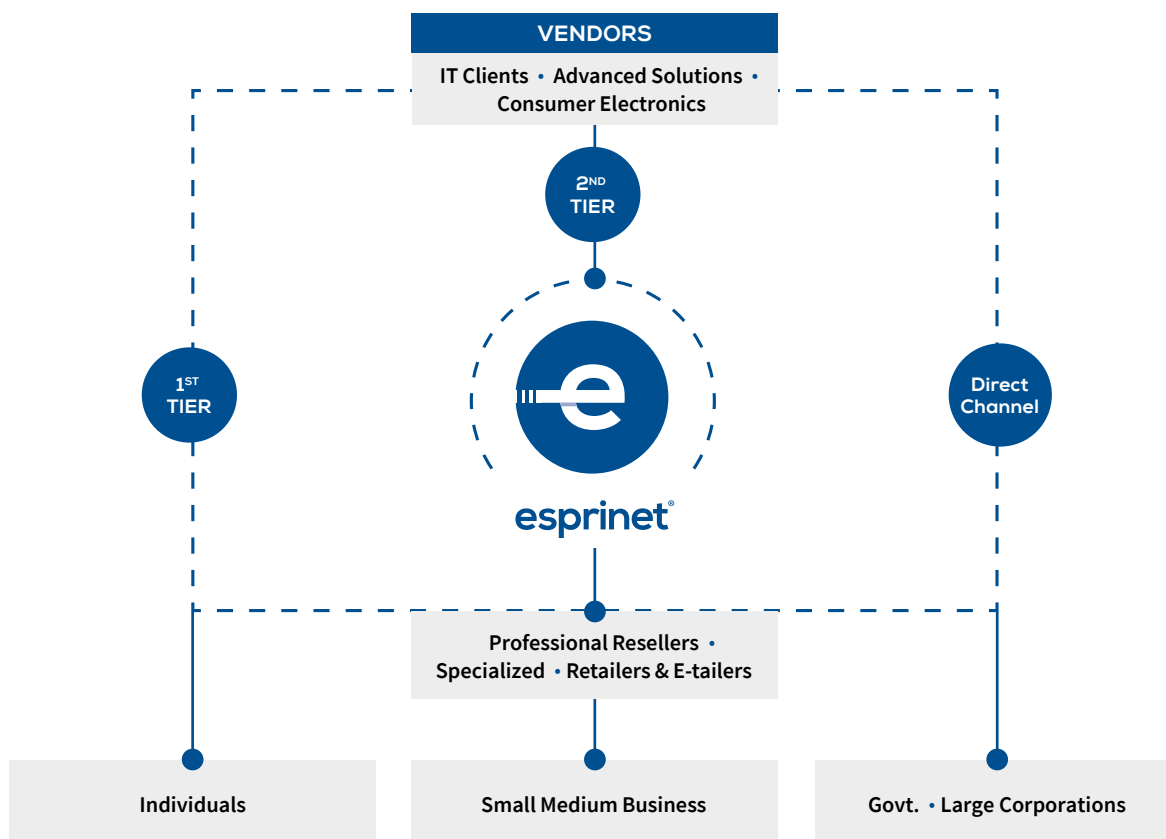 VENDORS
IT Clients • Advanced Solutions •
Consumer Electronics
2ND
TIER
1ST
TIER
Direct
Channel
e
esprinet®
Professional Resellers •
Specialized • Retailers & E-tailers
Individuals
Small Medium Business
Govt. • Large Corporations